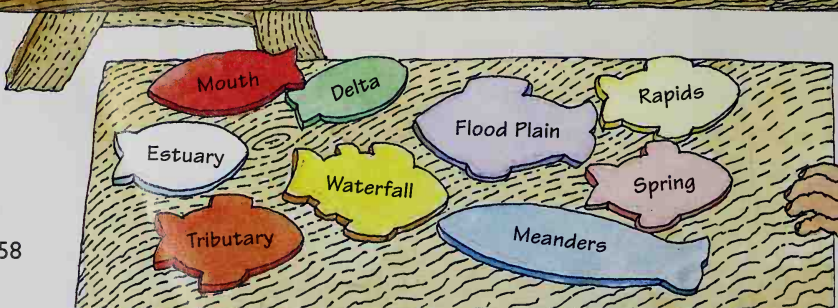 Mouth
Delta
Rapids
Flood Plain
Estuary
Waterfall
Spring
Tributary
Meanders
58